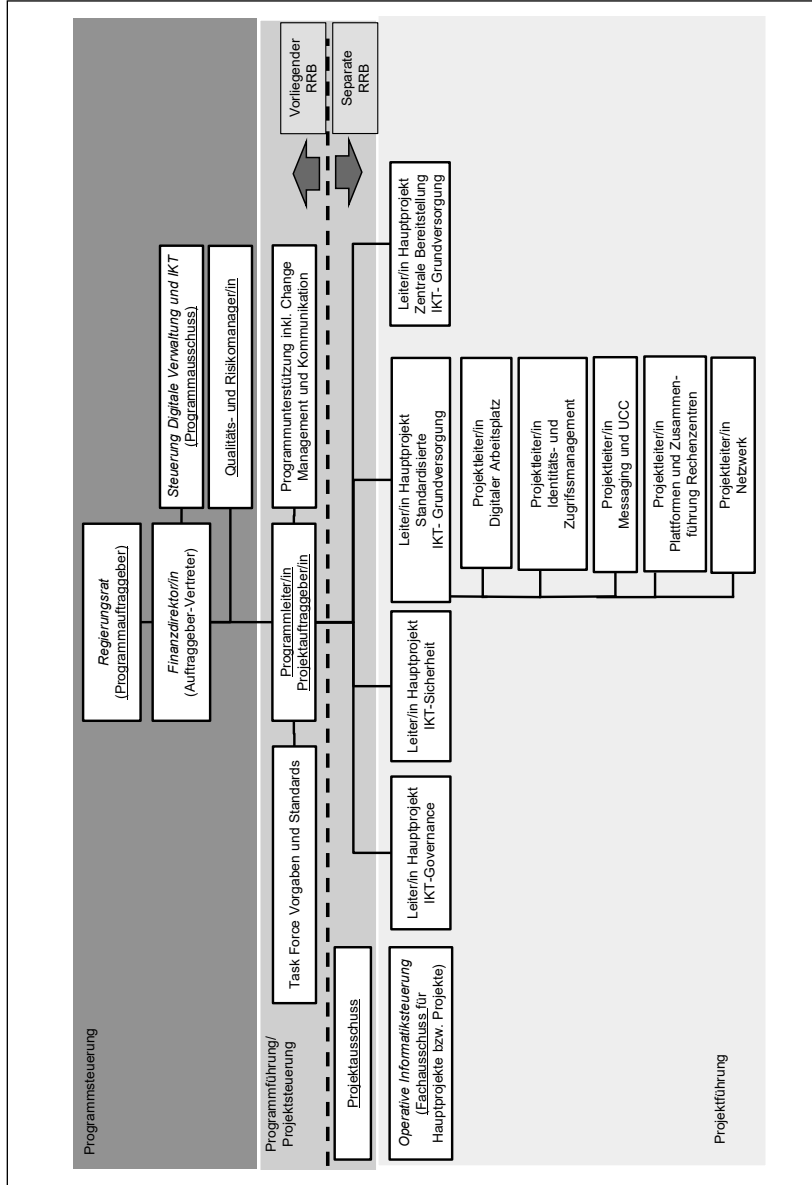 Programmsteuerung
Regierungsrat
(Programmauftraggeber)
Finanzdirektor/in
(Auftraggeber-Vertreter)
Steuerung Digitale Verwaltung und IKT
(Programmausschuss)
Qualitäts- und Risikomanager/in
Programmführung/
Projektsteuerung
Task Force Vorgaben und Standards
Programmleiter/in
Projektauftraggeber/in
Programmunterstützung inkl. Change
Management und Kommunikation
Vorliegender
RRB
Separate
RRB
Projektausschuss
Operative Informatiksteuerung
(Fachausschuss für
Hauptprojekte bzw. Projekte)
Leiter/in Hauptprojekt
IKT-Governance
Leiter/in Hauptprojekt
IKT-Sicherheit
Leiter/in Hauptprojekt
Standardisierte
IKT- Grundversorgung
Leiter/in Hauptprojekt
Zentrale Bereitstellung
IKT- Grundversorgung
Projektleiter/in
Digitaler Arbeitsplatz
Projektleiter/in
Identitäts- und
Zugrifssmanagement
Projektleiter/in
Messaging und UCC
Projektleiter/in
Plattformen und Zusammen-
führung Rechenzentren
Projektleiter/in
Netzwerk
Projektführung